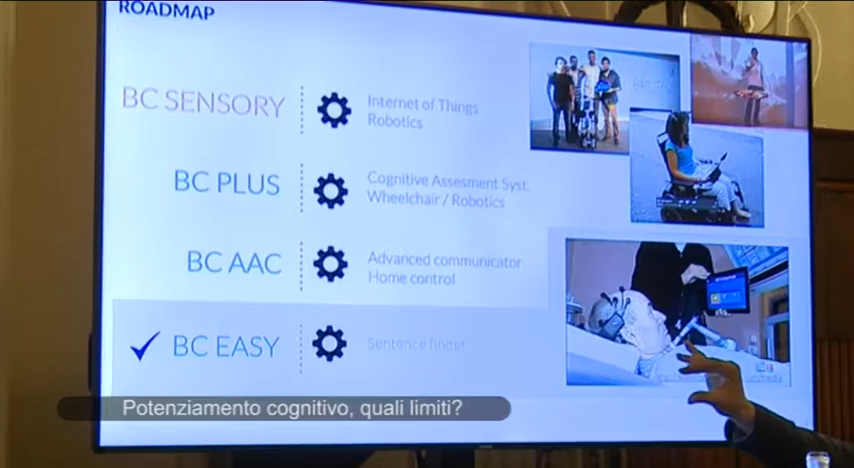 ROADMAP
BC SENSORY
Internet of Things
Robotics
BC PLUS
Cognitive Assesment Syst.
Wheelchair / Robotics
BC AAC
Advanced communicator
Home control
BC EASY
Sentence finder
Potenziamento cognitivo, quali limiti?